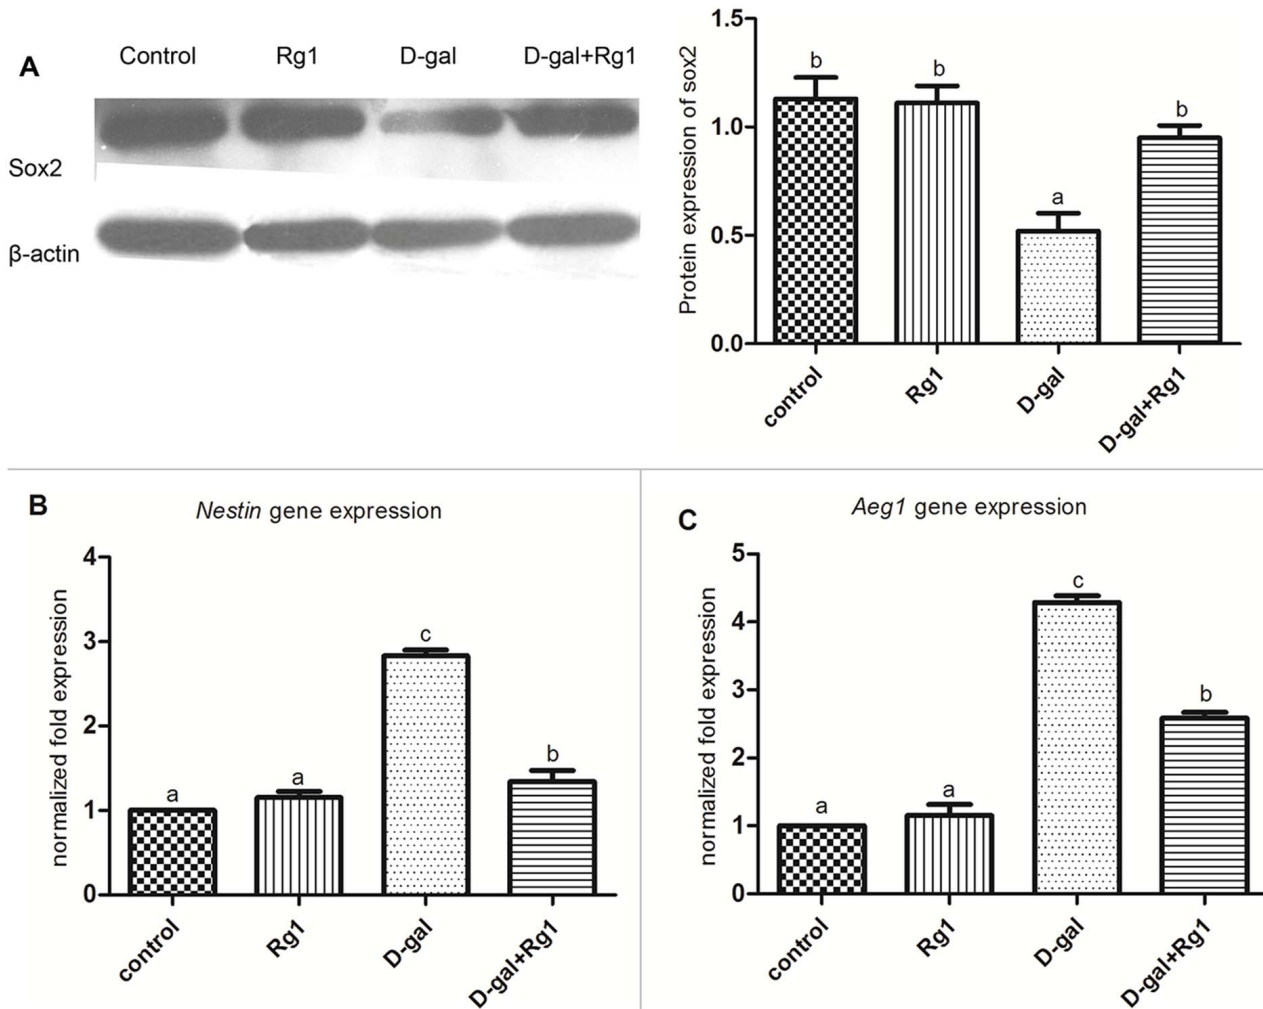 A
Control Rg1 D-gal D-gal+Rg1
Sox2
β-actin
Protein expression of sox2
1.5
1.0
0.5
0.0
b
b
a
b
control
Rg1
D-gal
D-gal+Rg1
B
Nestin gene expression
normalized fold expression
4
3
2
1
0
a
a
c
b
control
Rg1
D-gal
D-gal+Rg1
C
Aeg1 gene expression
normalized fold expression
5
4
3
2
1
0
a
a
c
b
control
Rg1
D-gal
D-gal+Rg1